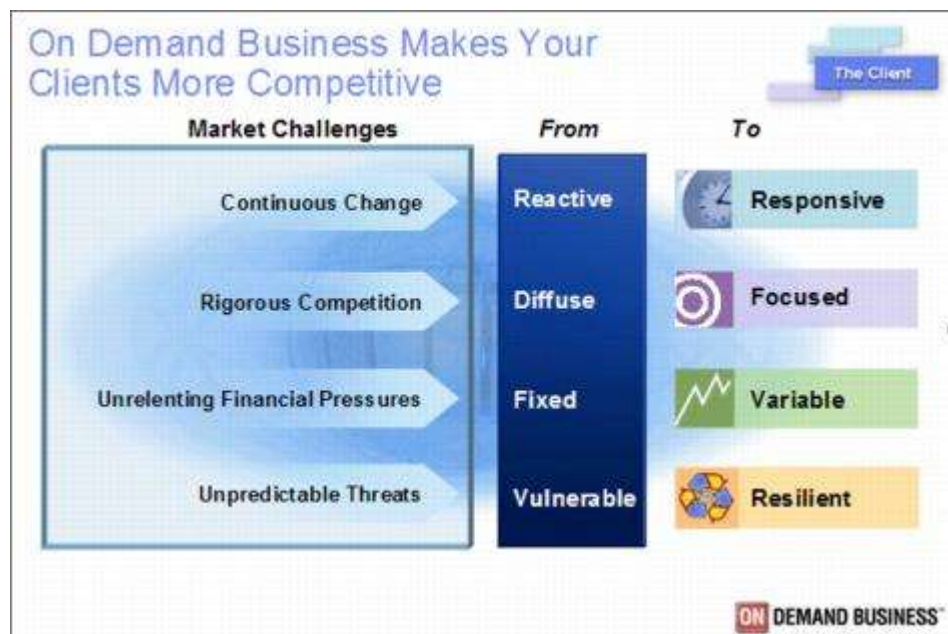 On Demand Business Makes Your
Clients More Competitive
The Client
Market Challenges From To
Continuous Change Reactive Responsive
Rigorous Competition Diffuse Focused
Unrelenting Financial Pressures Fixed Variable
Unpredictable Threats Vulnerable Resilient
ON DEMAND BUSINESS™